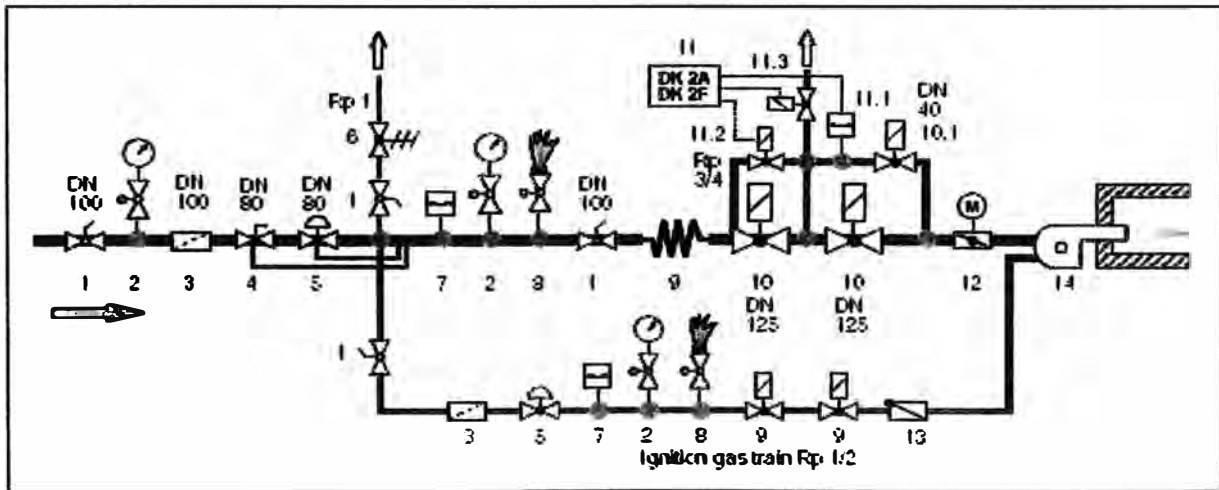 11
11.3
DK 2A
DK 2F
Rp 1
11.1
DN
40
10.1
6
11.2
Rp
3/4
DN
100
DN
100
DN
80
DN
80
1
DN
100
M
1 2 3 4 5 7 2 8 1 9 10 10 12 14
DN
125
DN
125
1
3 5 7 2 8 9 9 13
Ignition gas train Rp 1/2